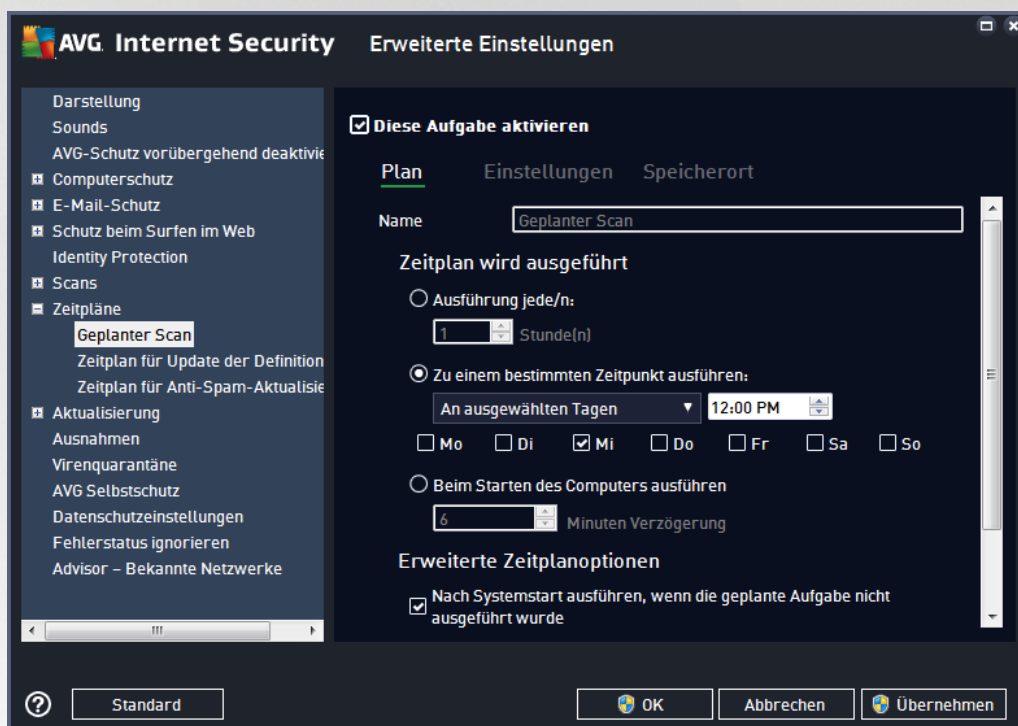 AVG. Internet Security
Erweiterte Einstellungen
Darstellung
Sounds
AVG-Schutz vorübergehend deaktivie
Computerschutz
E-Mail-Schutz
Schutz beim Surfen im Web
Identity Protection
Scans
Zeitpläne
Geplanter Scan
Zeitplan für Update der Definition
Zeitplan für Anti-Spam-Aktualisie
Aktualisierung
Ausnahmen
Virenquarantäne
AVG Selbstschutz
Datenschutzeinstellungen
Fehlerstatus ignorieren
Advisor – Bekannte Netzwerke
Diese Aufgabe aktivieren
Plan Einstellungen Speicherort
Name Geplanter Scan
Zeitplan wird ausgeführt
Ausführung jede/n:
1 Stunde(n)
Zu einem bestimmten Zeitpunkt ausführen:
An ausgewählten Tagen 12:00 PM
Mo Di Mi Do Fr Sa So
Beim Starten des Computers ausführen
6 Minuten Verzögerung
Erweiterte Zeitplanoptionen
Nach Systemstart ausführen, wenn die geplante Aufgabe nicht
ausgeführt wurde
? Standard OK Abbrechen Übernehmen